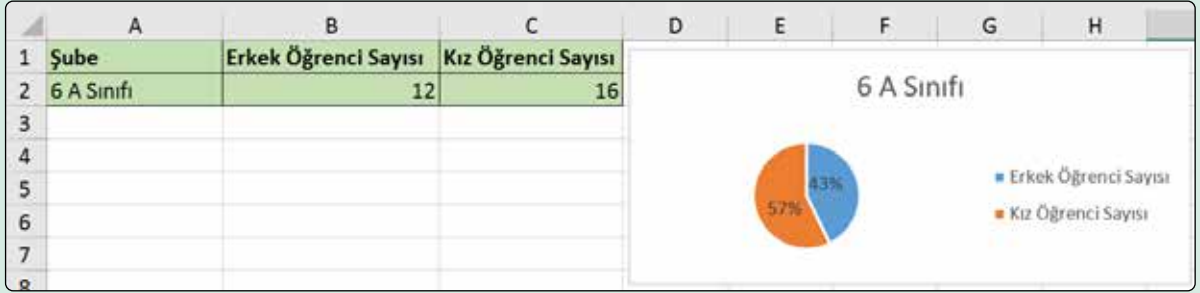 A B C D E F G H
1 Şube Erkek Öğrenci Sayısı Kız Öğrenci Sayısı
2 6 A Sınıfı 12 16
3
4
5
6
7
8
6 A Sınıfı
43%
57%
Erkek Öğrenci Sayısı
Kız Öğrenci Sayısı